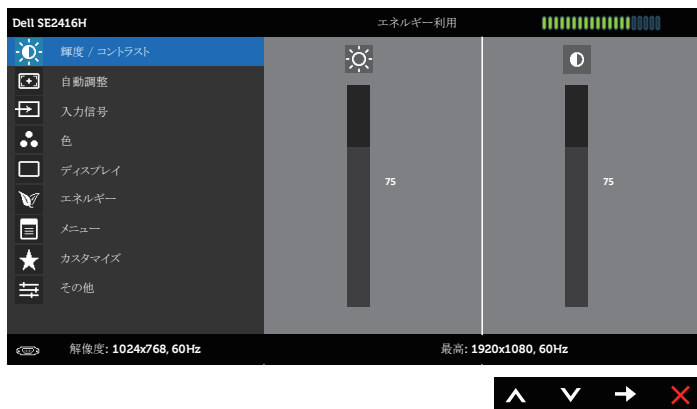 Dell SE2416H エネルギー利用
輝度 / コントラスト
自動調整
入力信号
色
ディスプレイ
エネルギー
メニュー
カスタマイズ
その他
75 75
解像度: 1024x768, 60Hz 最高: 1920x1080, 60Hz